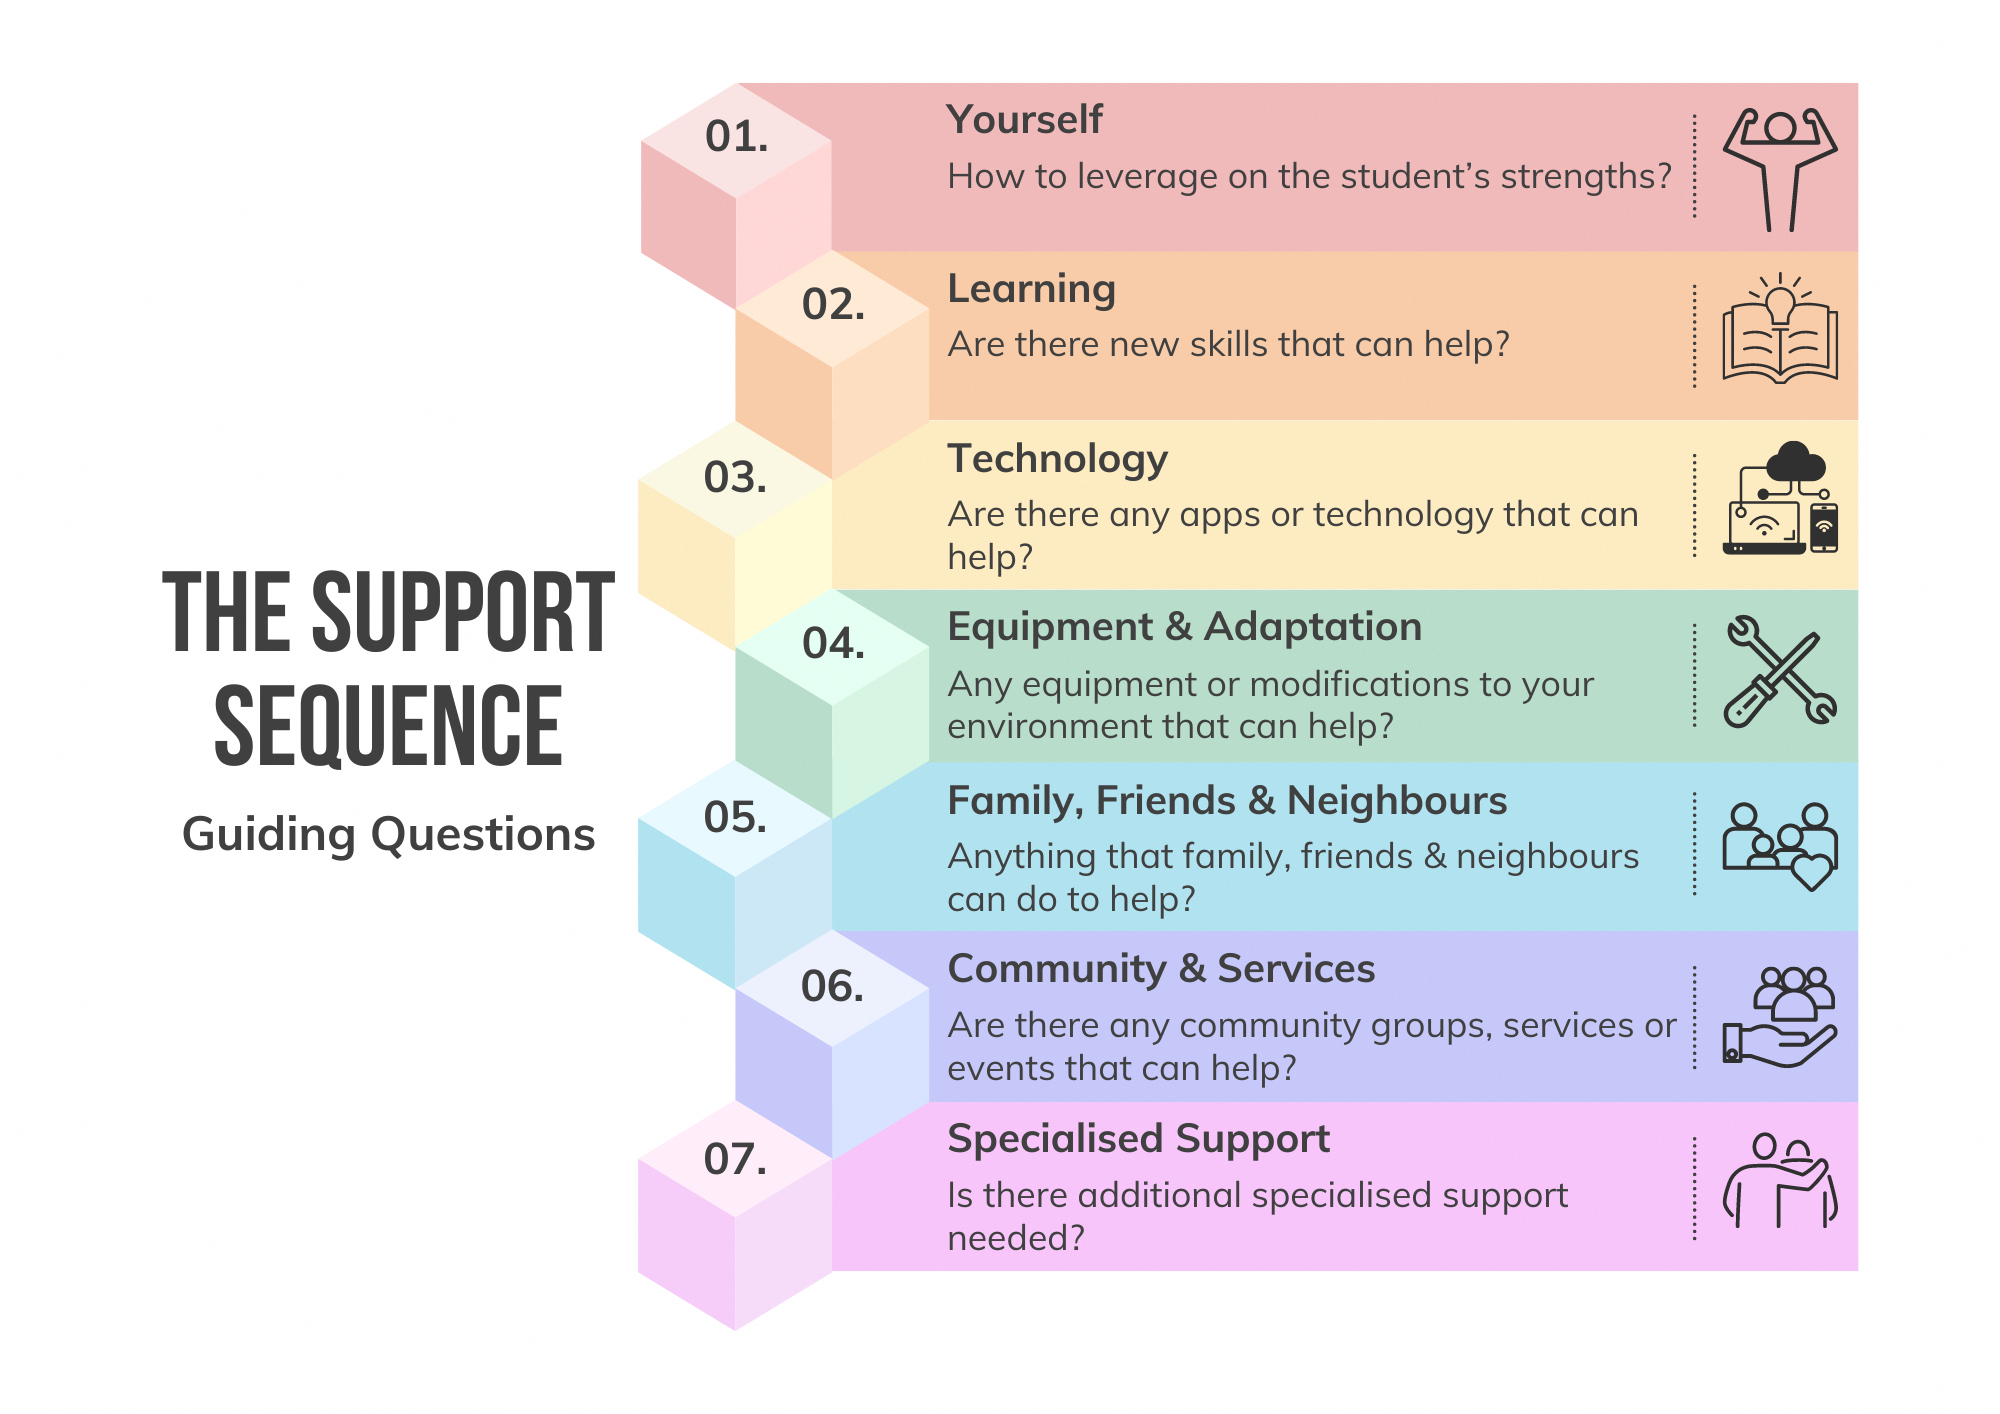 THE SUPPORT
SEQUENCE
Guiding Questions
01.
Yourself
How to leverage on the student’s strengths?
02.
Learning
Are there new skills that can help?
03.
Technology
Are there any apps or technology that can
help?
04.
Equipment & Adaptation
Any equipment or modifications to your
environment that can help?
05.
Family, Friends & Neighbours
Anything that family, friends & neighbours
can do to help?
06.
Community & Services
Are there any community groups, services or
events that can help?
07.
Specialised Support
Is there additional specialised support
needed?